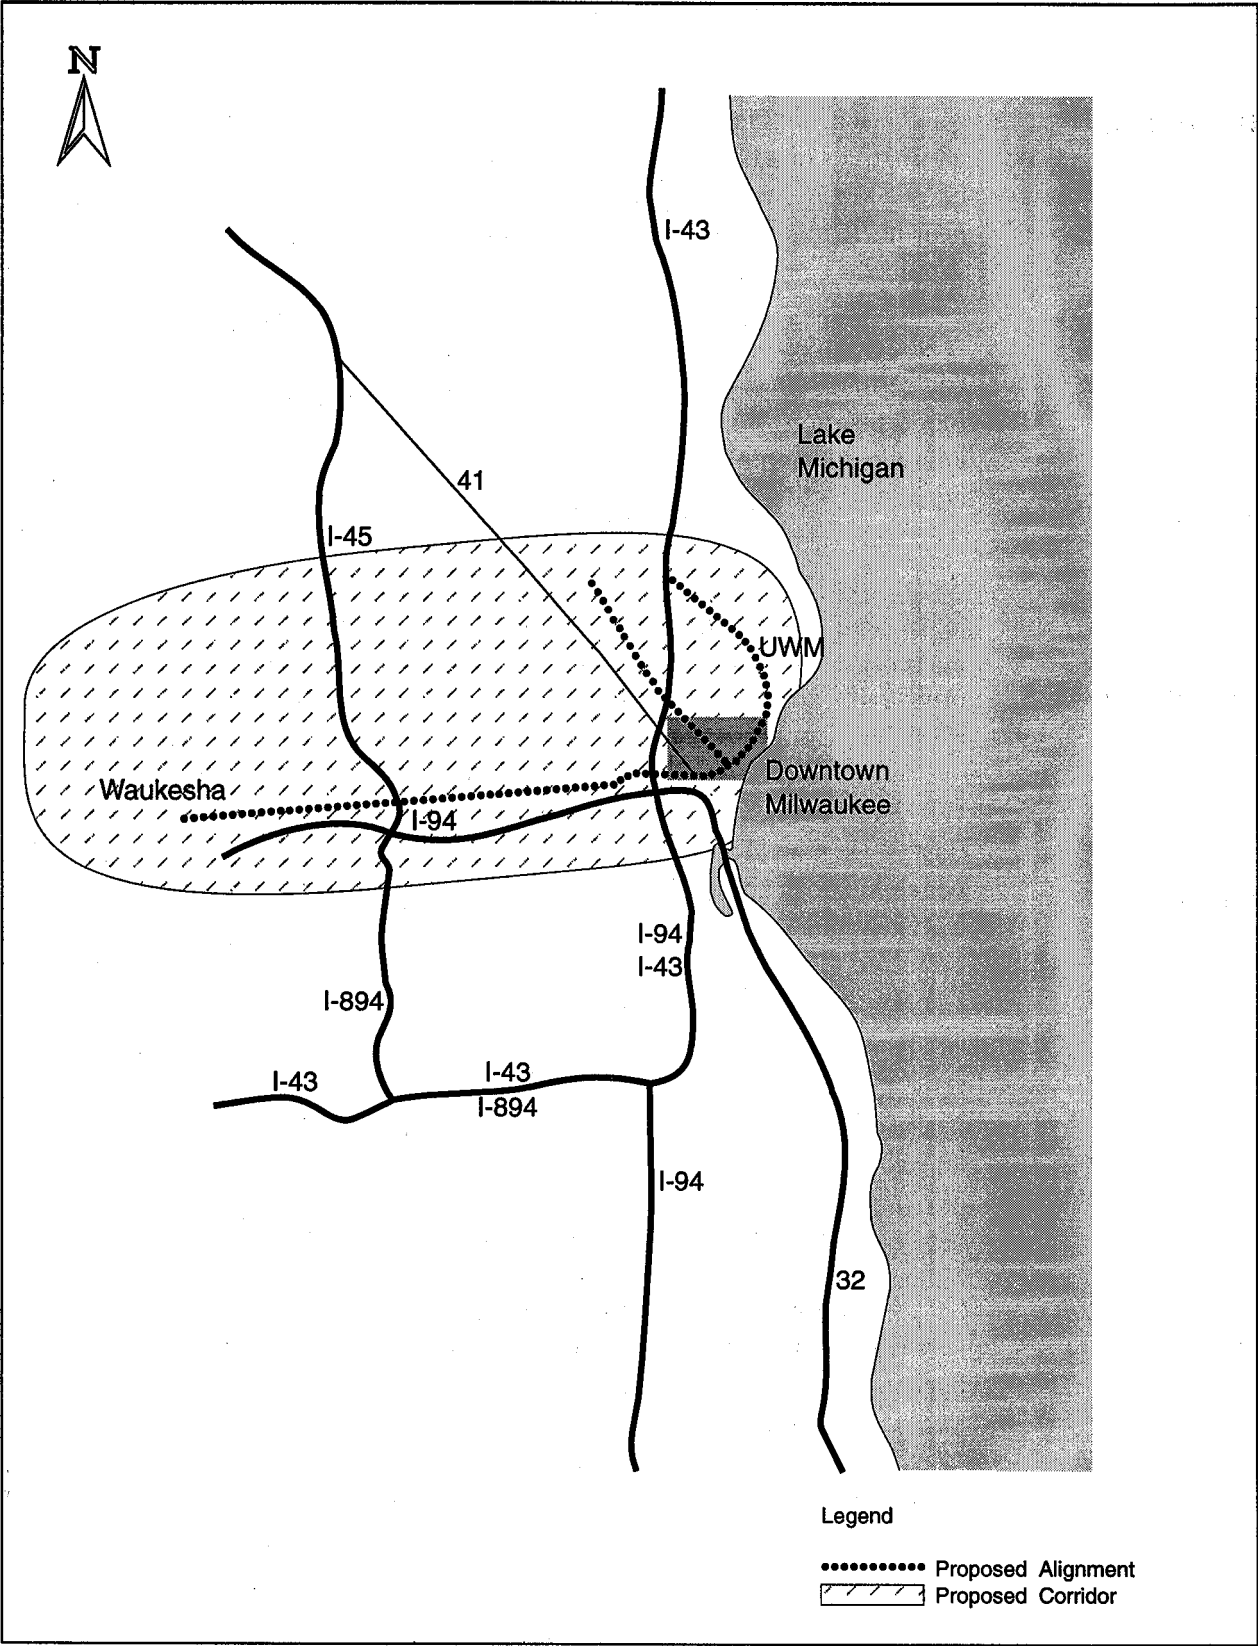 N
I-43
Lake
Michigan
41
I-45
UWM
Downtown
Milwaukee
Waukesha
I-94
I-94
I-43
I-894
I-43
I-43
I-894
I-94
32
Legend
Proposed Alignment
Proposed Corridor